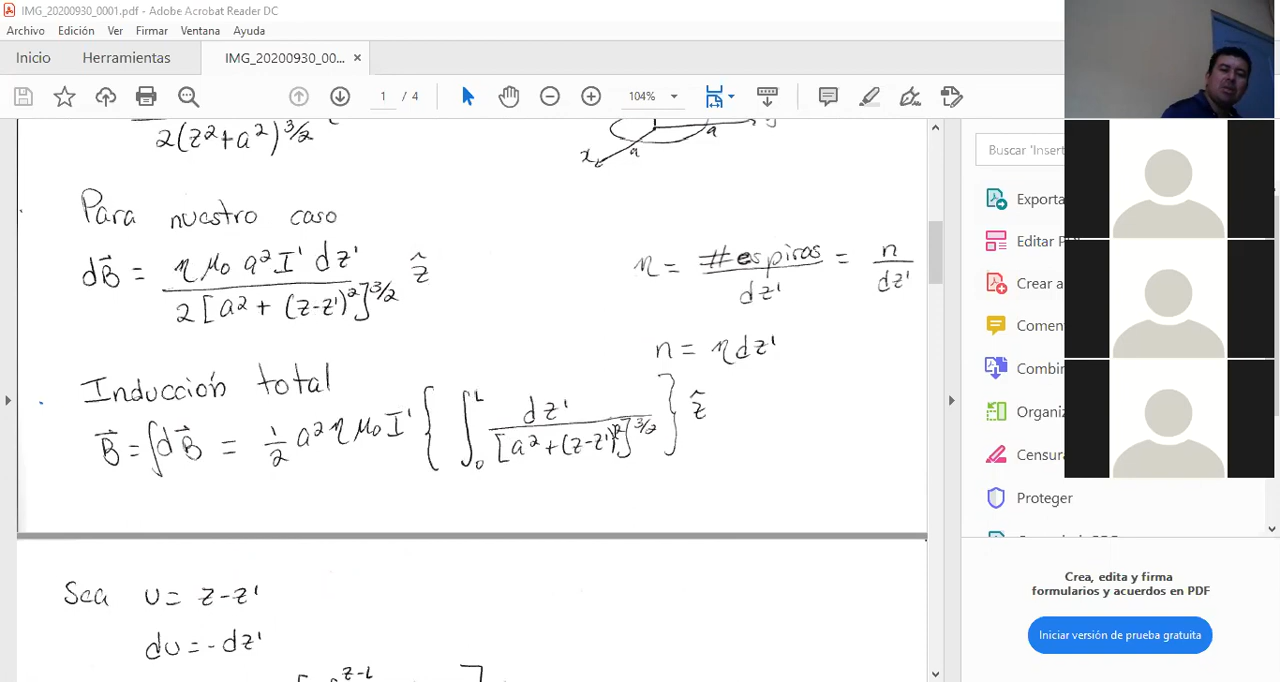 IMG_20200930_0001.pdf - Adobe Acrobat Reader DC
Archivo Edición Ver Firmar Ventana Ayuda
Inicio Herramientas IMG_20200930_00... ×
1 / 4 104%
2(z²+a²)^3/2
x a a y
Para nuestro caso
dB⃗ = η μ₀ a² I' dz' / 2[a² + (z-z')²]^3/2 ẑ
η = #espiras / dz' = n / dz'
n = η dz'
Inducción total
B⃗ = ∫dB⃗ = 1/2 a² η μ₀ I' { ∫₀^L dz' / [a²+(z-z')²]^3/2 } ẑ
Sea u = z-z'
du = -dz'
z-L
Buscar 'Insert
Exporta
Editar P
Crear a
Comen
Combin
Organiz
Censura
Proteger
Crea, edita y firma
formularios y acuerdos en PDF
Iniciar versión de prueba gratuita